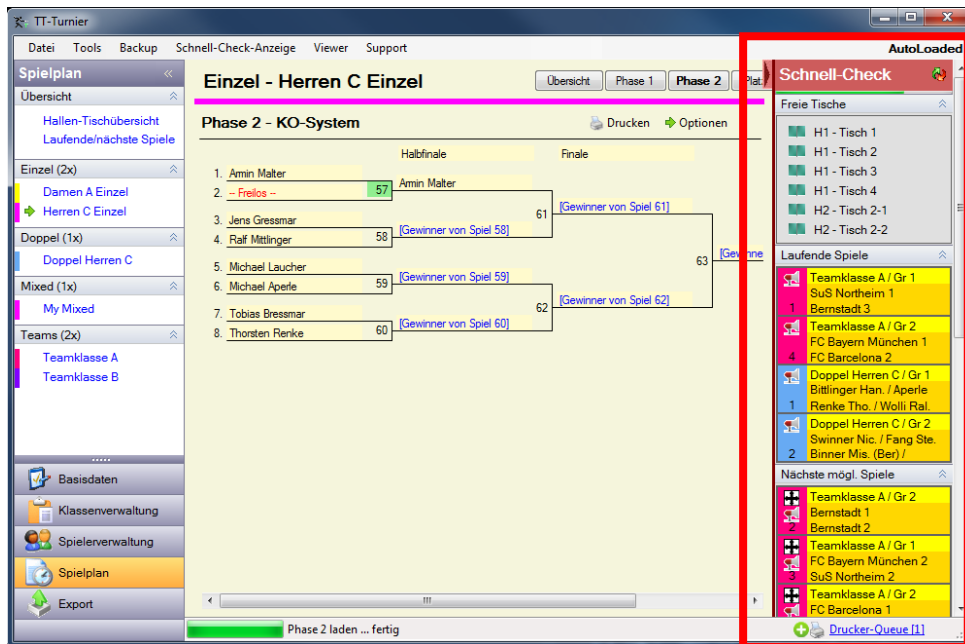 TT-Turnier
Datei Tools Backup Schnell-Check-Anzeige Viewer Support
AutoLoaded
Spielplan
Übersicht
Hallen-Tischübersicht
Laufende/nächste Spiele
Einzel (2x)
Damen A Einzel
Herren C Einzel
Doppel (1x)
Doppel Herren C
Mixed (1x)
My Mixed
Teams (2x)
Teamklasse A
Teamklasse B
Basisdaten
Klassenverwaltung
Spielerverwaltung
Spielplan
Export
Einzel - Herren C Einzel
Übersicht Phase 1 Phase 2 Plat
Phase 2 - KO-System
Drucken Optionen
Halbfinale Finale
1. Armin Malter
2. -- Freilos -- 57
Armin Malter
3. Jens Gressmar
4. Ralf Mittlinger 58
[Gewinner von Spiel 58]
61
[Gewinner von Spiel 61]
5. Michael Laucher
6. Michael Aperle 59
[Gewinner von Spiel 59]
7. Tobias Bressmar
8. Thorsten Renke 60
[Gewinner von Spiel 60]
62
[Gewinner von Spiel 62]
63
[Gewinne
Phase 2 laden ... fertig
Schnell-Check
Freie Tische
H1 - Tisch 1
H1 - Tisch 2
H1 - Tisch 3
H1 - Tisch 4
H2 - Tisch 2-1
H2 - Tisch 2-2
Laufende Spiele
Teamklasse A / Gr 1
SuS Northeim 1
1 Bernstadt 3
Teamklasse A / Gr 2
FC Bayern München 1
4 FC Barcelona 2
Doppel Herren C / Gr 1
Bittlinger Han. / Aperle
1 Renke Tho. / Wolli Ral.
Doppel Herren C / Gr 2
Swinner Nic. / Fang Ste.
2 Binner Mis. (Ber) /
Nächste mögl. Spiele
Teamklasse A / Gr 2
Bernstadt 1
2 Bernstadt 2
Teamklasse A / Gr 1
FC Bayern München 2
3 SuS Northeim 2
Teamklasse A / Gr 2
FC Barcelona 1
Drucker-Queue [1]